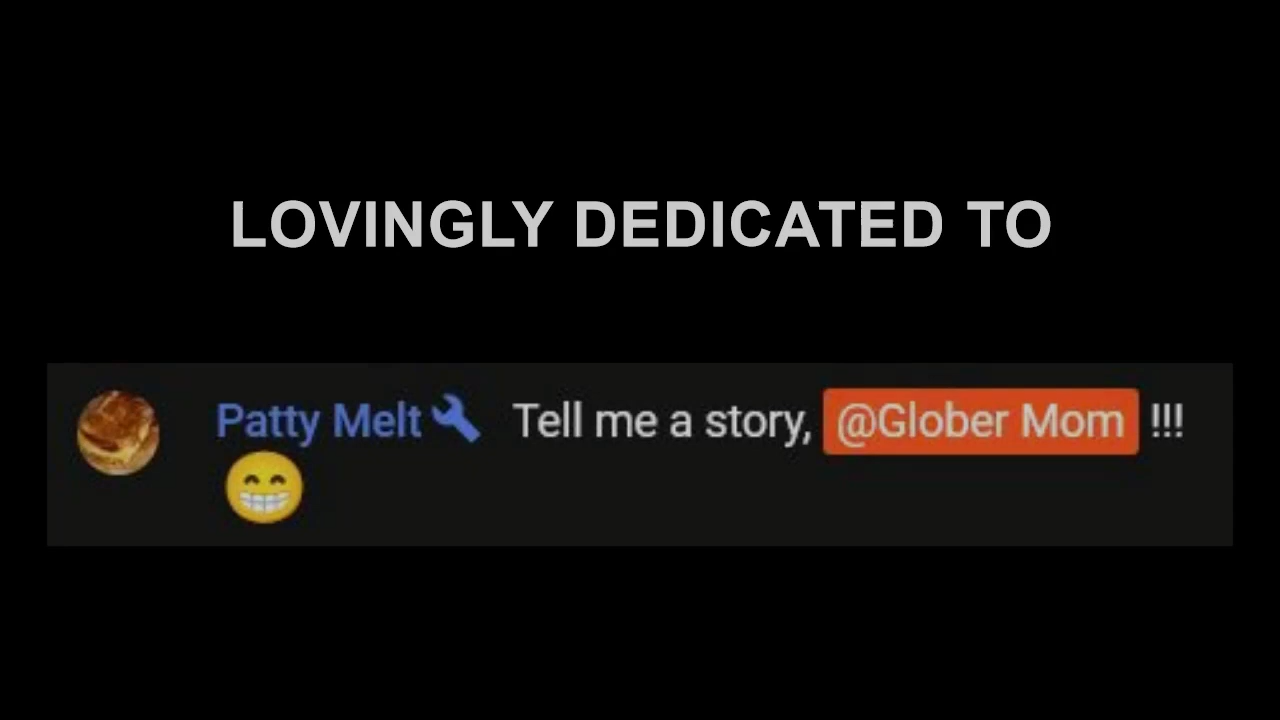 LOVINGLY DEDICATED TO
Patty Melt🔧 Tell me a story, @Glober Mom !!!
😁